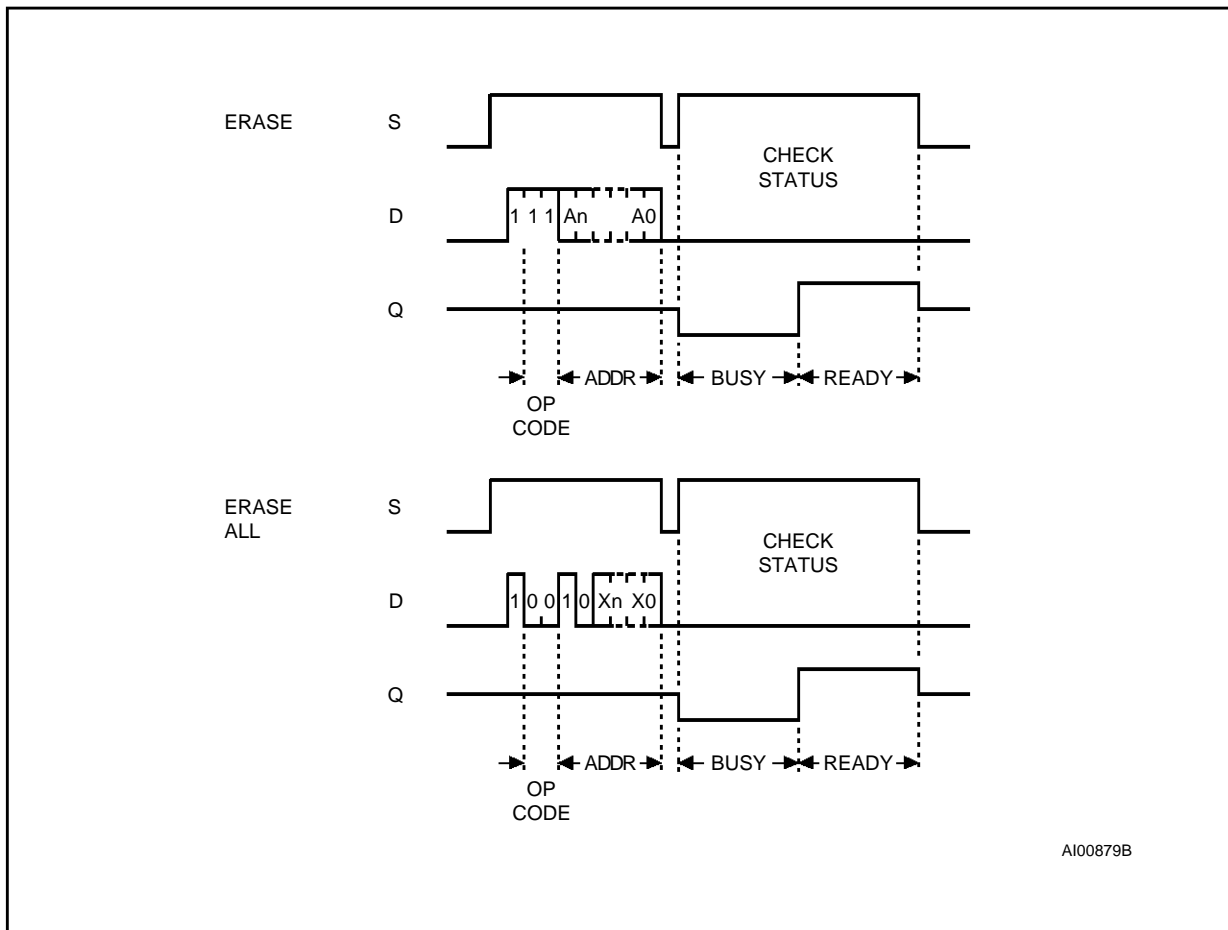 ERASE
S
CHECK
STATUS
D
1 1 1 An A0
Q
ADDR BUSY READY
OP
CODE
ERASE
ALL
S
CHECK
STATUS
D
1 0 0 1 0 Xn X0
Q
ADDR BUSY READY
OP
CODE
AI00879B